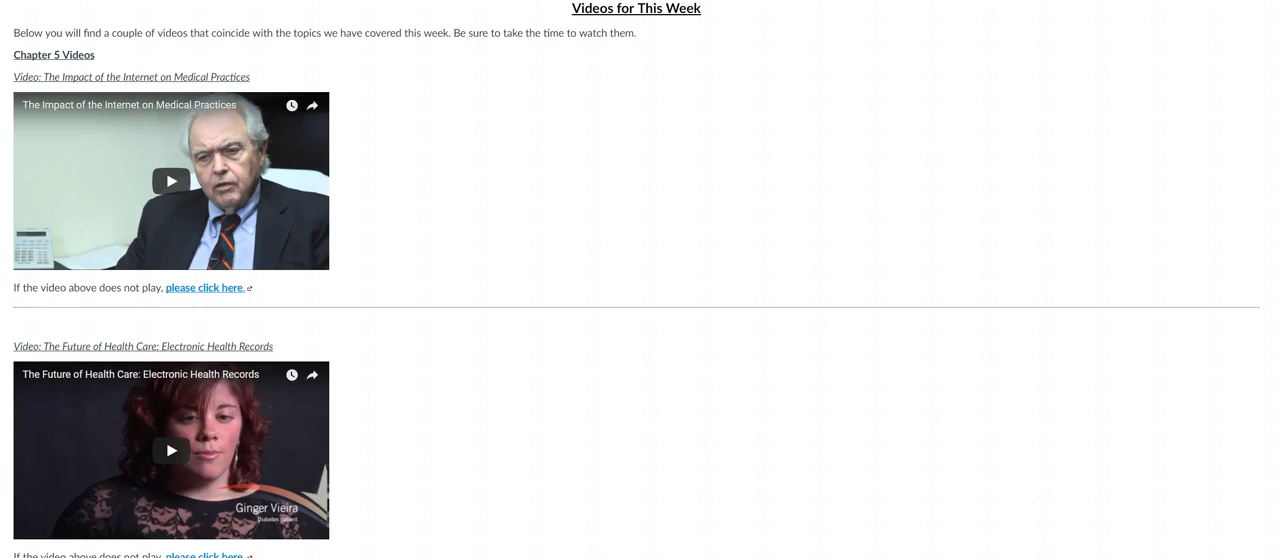 Videos for This Week
Below you will find a couple of videos that coincide with the topics we have covered this week. Be sure to take the time to watch them.
Chapter 5 Videos
Video: The Impact of the Internet on Medical Practices
The Impact of the Internet on Medical Practices
If the video above does not play, please click here.
Video: The Future of Health Care: Electronic Health Records
The Future of Health Care: Electronic Health Records
Ginger Vieira
Diabetes patient
If the video above does not play, please click here.